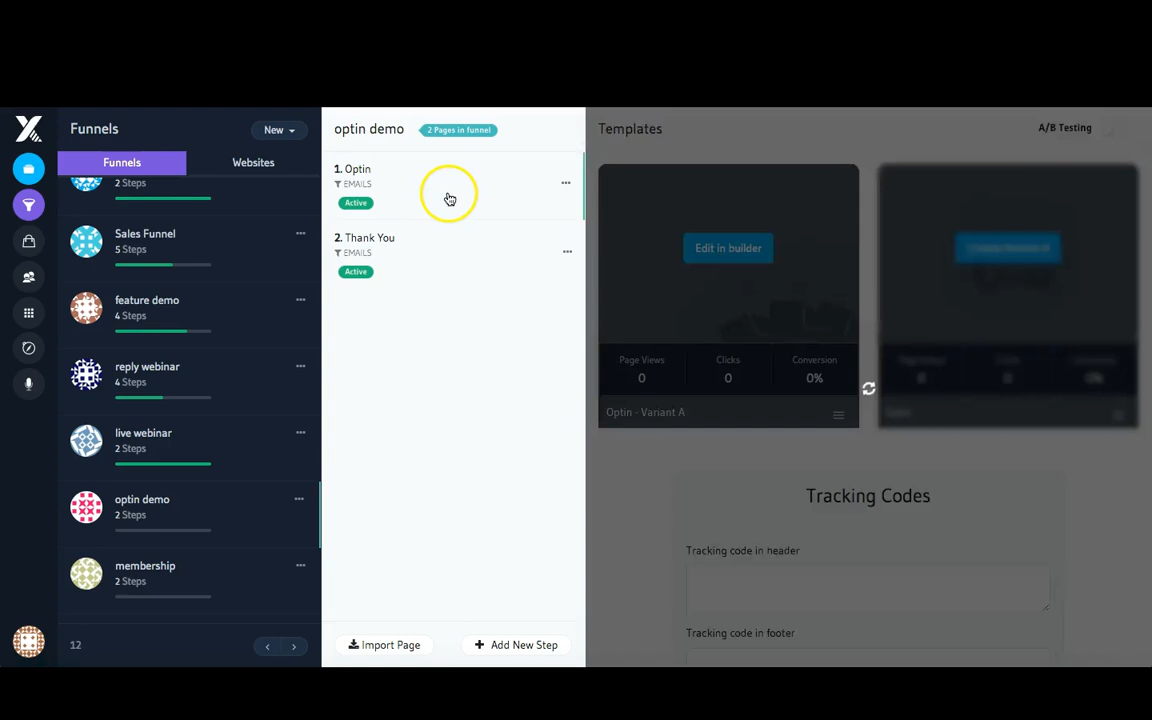 Funnels
New
Funnels
Websites
2 Steps
Sales Funnel
5 Steps
feature demo
4 Steps
reply webinar
4 Steps
live webinar
2 Steps
optin demo
2 Steps
membership
2 Steps
12
optin demo
2 Pages in funnel
1. Optin
EMAILS
Active
2. Thank You
EMAILS
Active
Import Page
Add New Step
Templates
A/B Testing
Edit in builder
Page Views
Clicks
Conversion
0
0
0%
Optin - Variant A
Tracking Codes
Tracking code in header
Tracking code in footer